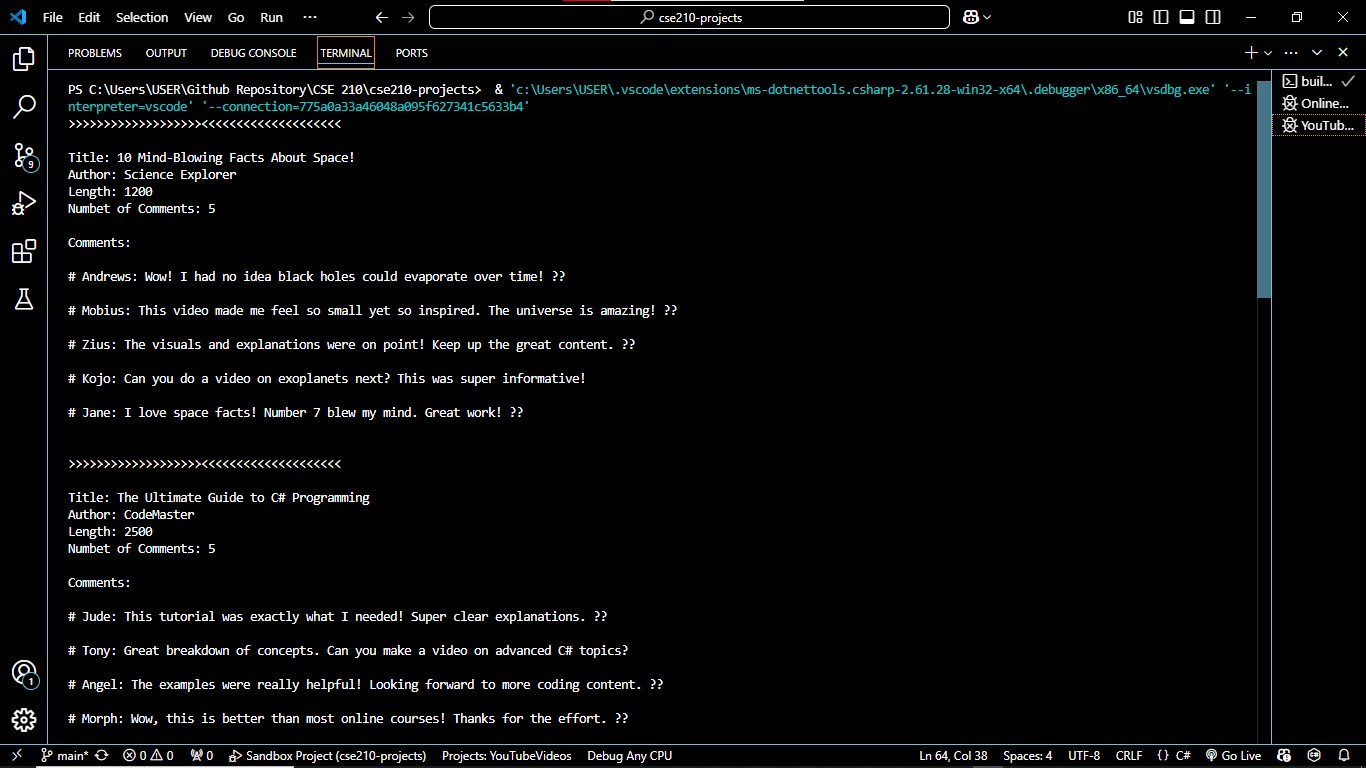 File Edit Selection View Go Run ··· cse210-projects
PROBLEMS OUTPUT DEBUG CONSOLE TERMINAL PORTS
PS C:\Users\USER\Github Repository\CSE 210\cse210-projects>  & 'c:\Users\USER\.vscode\extensions\ms-dotnettools.csharp-2.61.28-win32-x64\.debugger\x86_64\vsdbg.exe' '--i
nterpreter=vscode' '--connection=775a0a33a46048a095f627341c5633b4'
>>>>>>>>>>>>>>>>>>><<<<<<<<<<<<<<<<<<<<
Title: 10 Mind-Blowing Facts About Space!
Author: Science Explorer
Length: 1200
Numbet of Comments: 5
Comments:
# Andrews: Wow! I had no idea black holes could evaporate over time! ??
# Mobius: This video made me feel so small yet so inspired. The universe is amazing! ??
# Zius: The visuals and explanations were on point! Keep up the great content. ??
# Kojo: Can you do a video on exoplanets next? This was super informative!
# Jane: I love space facts! Number 7 blew my mind. Great work! ??
>>>>>>>>>>>>>>>>>>><<<<<<<<<<<<<<<<<<<<
Title: The Ultimate Guide to C# Programming
Author: CodeMaster
Length: 2500
Numbet of Comments: 5
Comments:
# Jude: This tutorial was exactly what I needed! Super clear explanations. ??
# Tony: Great breakdown of concepts. Can you make a video on advanced C# topics?
# Angel: The examples were really helpful! Looking forward to more coding content. ??
# Morph: Wow, this is better than most online courses! Thanks for the effort. ??
buil...
Online...
YouTub...
9
1
main* 0 0 0 Sandbox Project (cse210-projects) Projects: YouTubeVideos Debug Any CPU Ln 64, Col 38 Spaces: 4 UTF-8 CRLF {} C# Go Live